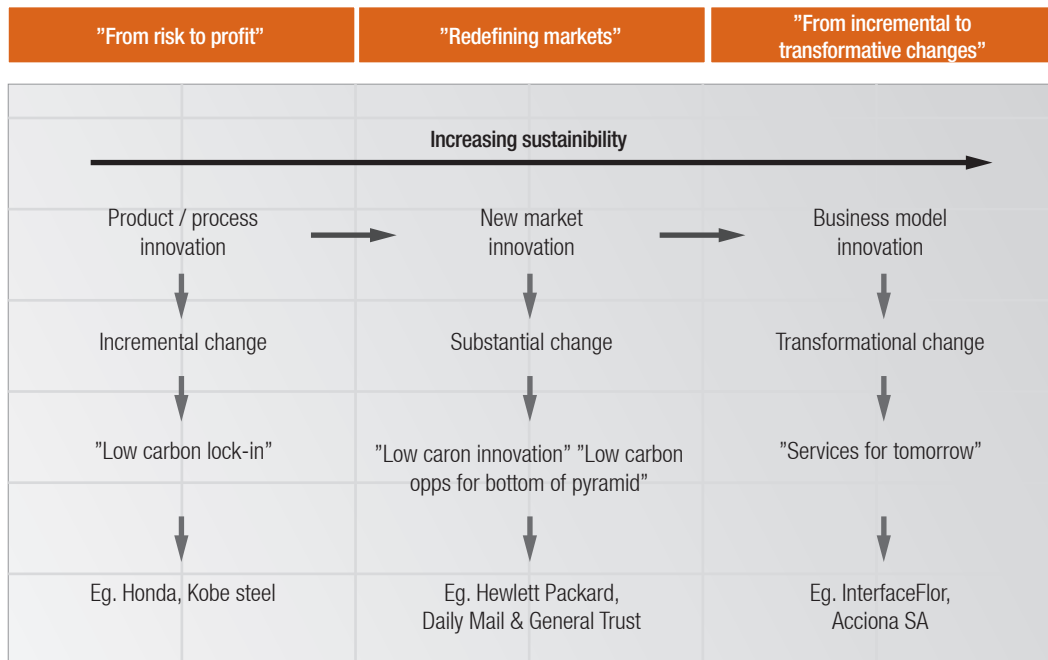 ”From risk to profit”
”Redefining markets”
”From incremental to
transformative changes”
Increasing sustainibility
Product / process
innovation
New market
innovation
Business model
innovation
Incremental change
Substantial change
Transformational change
”Low carbon lock-in”
”Low caron innovation” ”Low carbon
opps for bottom of pyramid”
”Services for tomorrow”
Eg. Honda, Kobe steel
Eg. Hewlett Packard,
Daily Mail & General Trust
Eg. InterfaceFlor,
Acciona SA